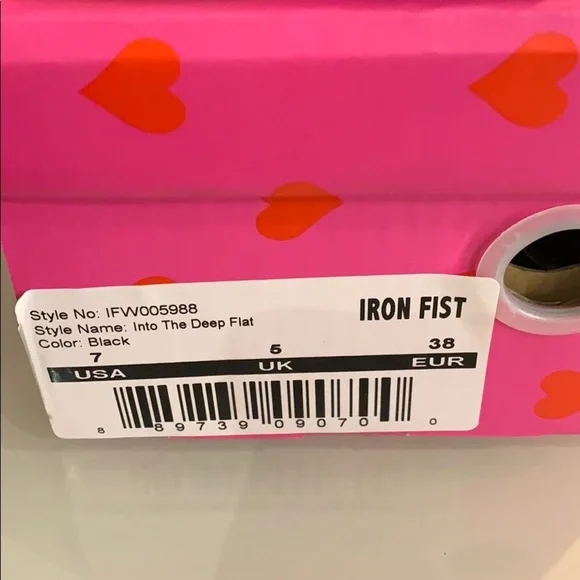 Style No: IFW005988
IRON FIST
Style Name: Into The Deep Flat
Color: Black
7 5 38
USA UK EUR
8 89739 09070 0